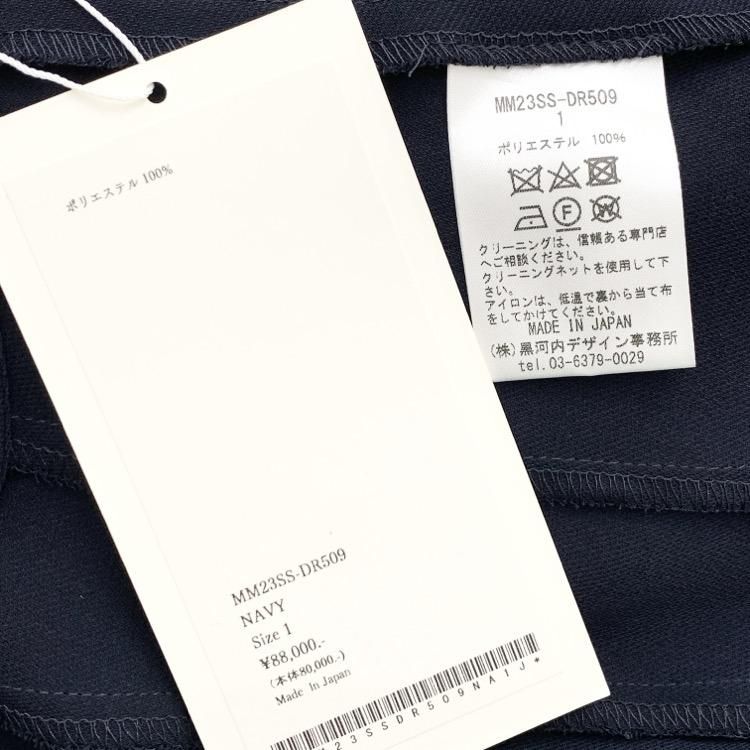 ポリエステル 100%
MM23SS-DR509
NAVY
Size 1
¥88,000.-
(本体80,000.-)
Made In Japan
M23SSDR509NA1J*
MM23SS-DR509
1
ポリエステル 100%
F
W
クリーニングは、信頼ある専門店
へご相談ください。
クリーニングネットを使用して下
さい。
アイロンは、低温で裏から当て布
をしてかけてください。
MADE IN JAPAN
(株)黒河内デザイン事務所
tel.03-6379-0029